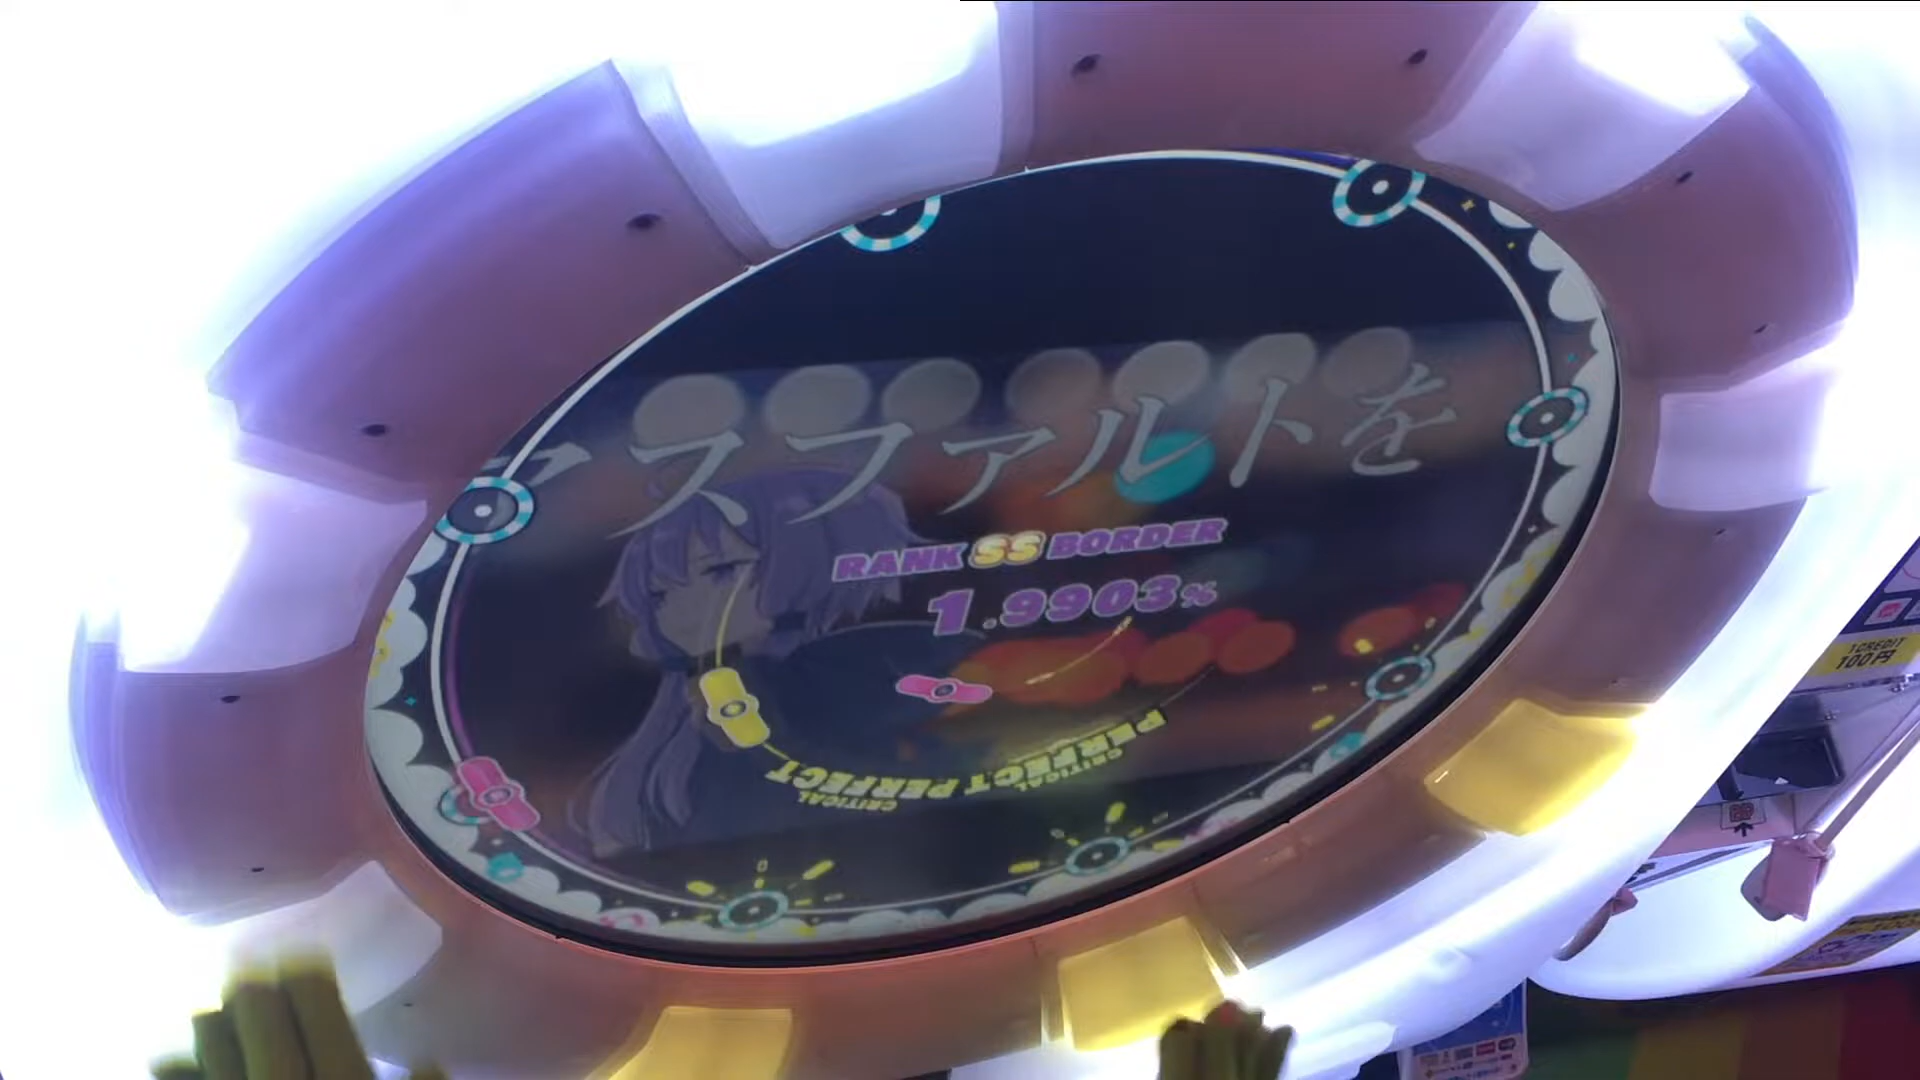 アスファルトを
RANK SS BORDER
1.9903%
CRITICAL PERFECT
CRITICAL PERFECT
1CREDIT
100円